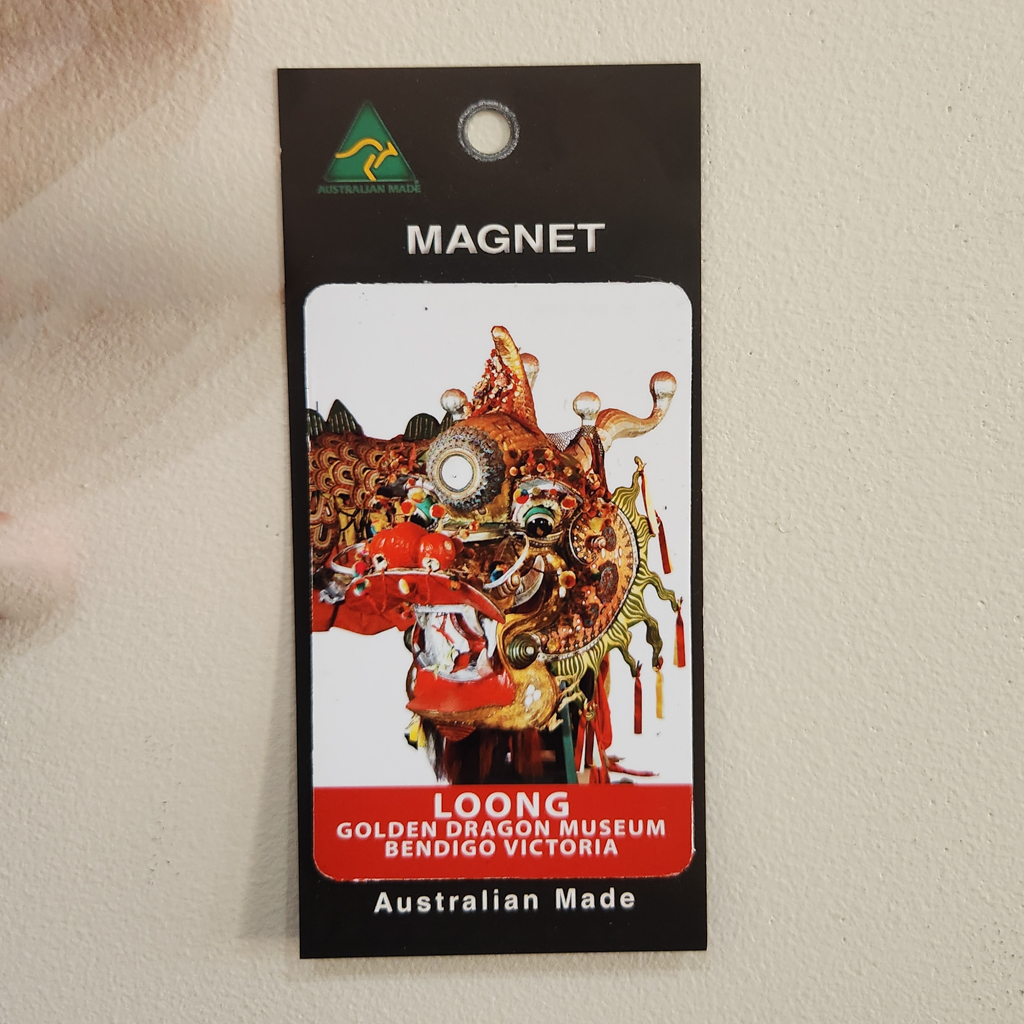 AUSTRALIAN MADE
MAGNET
LOONG
GOLDEN DRAGON MUSEUM
BENDIGO VICTORIA
Australian Made